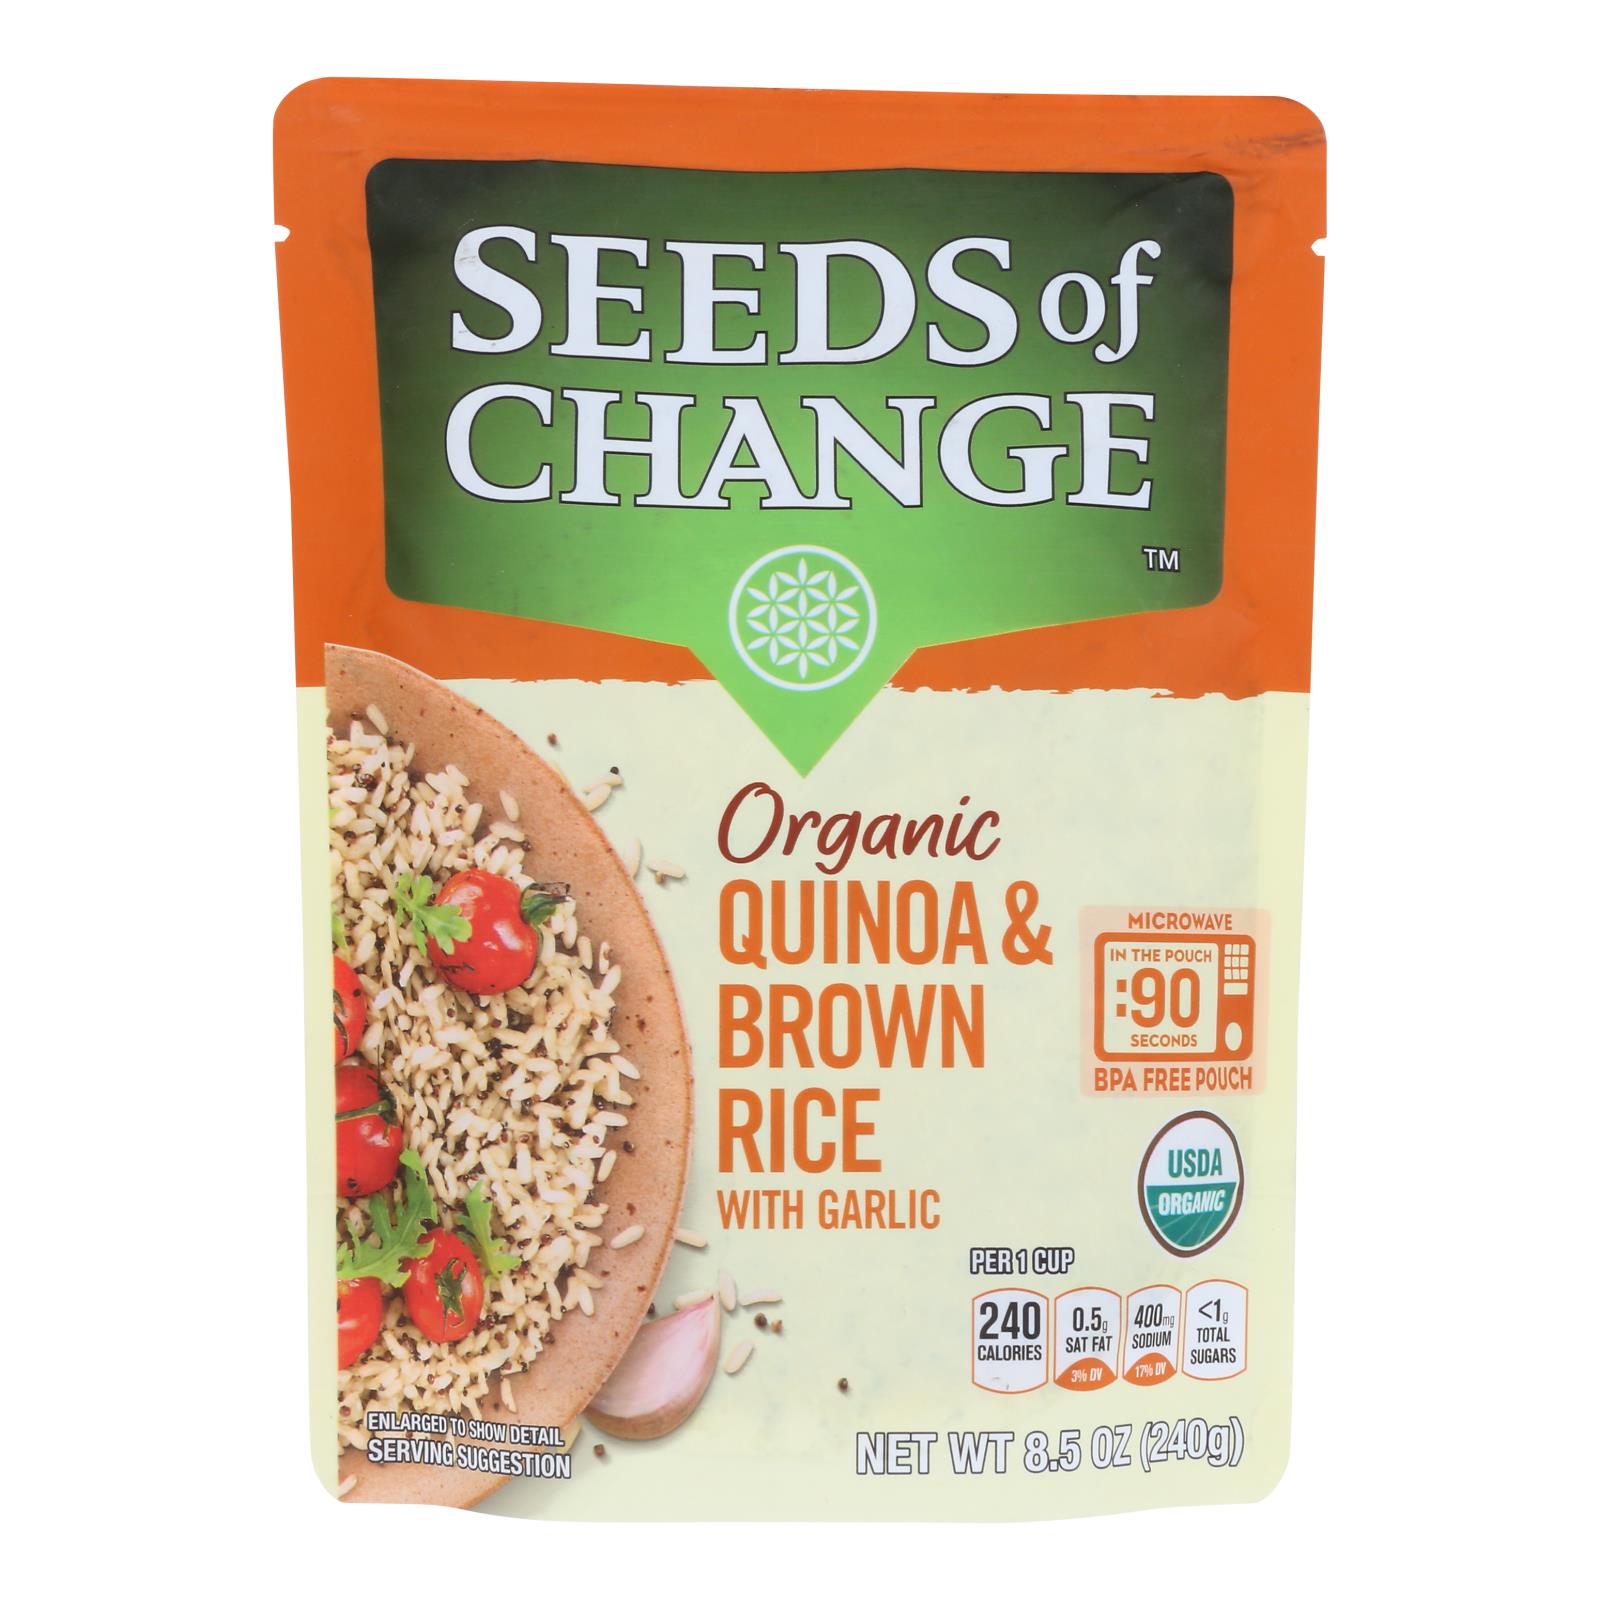 SEEDS of
CHANGE
TM
Organic
QUINOA &
BROWN
RICE
WITH GARLIC
MICROWAVE
IN THE POUCH
:90
SECONDS
BPA FREE POUCH
USDA
ORGANIC
PER 1 CUP
240
CALORIES
0.5g
SAT FAT
3% DV
400mg
SODIUM
17% DV
<1g
TOTAL
SUGARS
ENLARGED TO SHOW DETAIL
SERVING SUGGESTION
NET WT 8.5 OZ (240g)